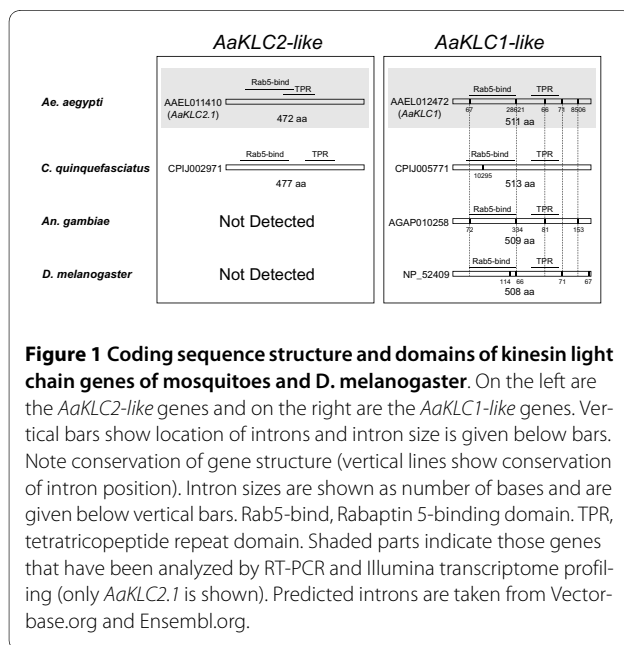 AaKLC2-like
AaKLC1-like
Ae. aegypti
AAEL011410
(AaKLC2.1)
Rab5-bind
TPR
472 aa
AAEL012472
(AaKLC1)
Rab5-bind
TPR
67
28621
66
71
8506
511 aa
C. quinquefasciatus
CPIJ002971
Rab5-bind
TPR
477 aa
CPIJ005771
Rab5-bind
TPR
10295
513 aa
An. gambiae
Not Detected
AGAP010258
Rab5-bind
TPR
72
334
81
153
509 aa
D. melanogaster
Not Detected
NP_52409
Rab5-bind
TPR
114
66
71
67
508 aa
Figure 1 Coding sequence structure and domains of kinesin light
chain genes of mosquitoes and D. melanogaster. On the left are
the AaKLC2-like genes and on the right are the AaKLC1-like genes. Ver-
tical bars show location of introns and intron size is given below bars.
Note conservation of gene structure (vertical lines show conservation
of intron position). Intron sizes are shown as number of bases and are
given below vertical bars. Rab5-bind, Rabaptin 5-binding domain. TPR,
tetratricopeptide repeat domain. Shaded parts indicate those genes
that have been analyzed by RT-PCR and Illumina transcriptome profil-
ing (only AaKLC2.1 is shown). Predicted introns are taken from Vector-
base.org and Ensembl.org.